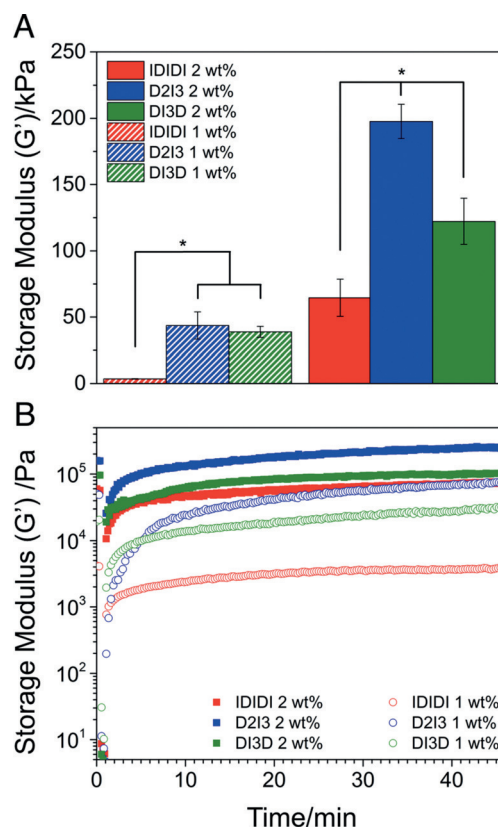 A
Storage Modulus (G')/kPa
250
200
150
100
50
0
IDIDI 2 wt%
D2I3 2 wt%
DI3D 2 wt%
IDIDI 1 wt%
D2I3 1 wt%
DI3D 1 wt%
*
*
B
Storage Modulus (G') /Pa
10⁵
10⁴
10³
10²
10¹
IDIDI 2 wt%
D2I3 2 wt%
DI3D 2 wt%
IDIDI 1 wt%
D2I3 1 wt%
DI3D 1 wt%
0 10 20 30 40
Time/min